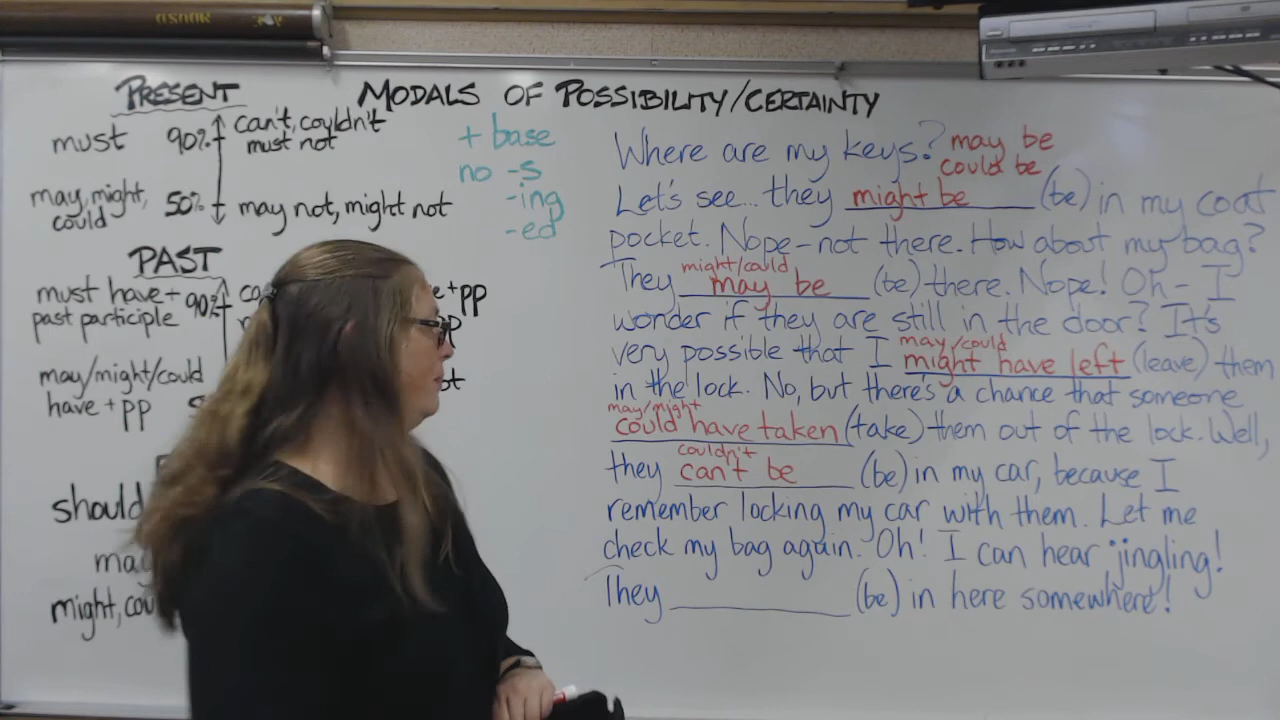 MODALS OF POSSIBILITY/CERTAINTY
PRESENT
must 90% can't, couldn't
must not
may, might, could 50% may not, might not
+ base
no -s
-ing
-ed
PAST
must have + 90%
past participle
e + pp
may/might/could
have + pp
should
might, cou
Where are my keys? may be
could be
Let's see... they might be (be) in my coat
pocket. Nope - not there. How about my bag?
might/could
They may be (be) there. Nope! Oh - I
wonder if they are still in the door? It's
may/could
very possible that I might have left (leave) them
in the lock. No, but there's a chance that someone
may/might
could have taken (take) them out of the lock. Well,
couldn't
they can't be (be) in my car, because I
remember locking my car with them. Let me
check my bag again. Oh! I can hear jingling!
They __________ (be) in here somewhere!